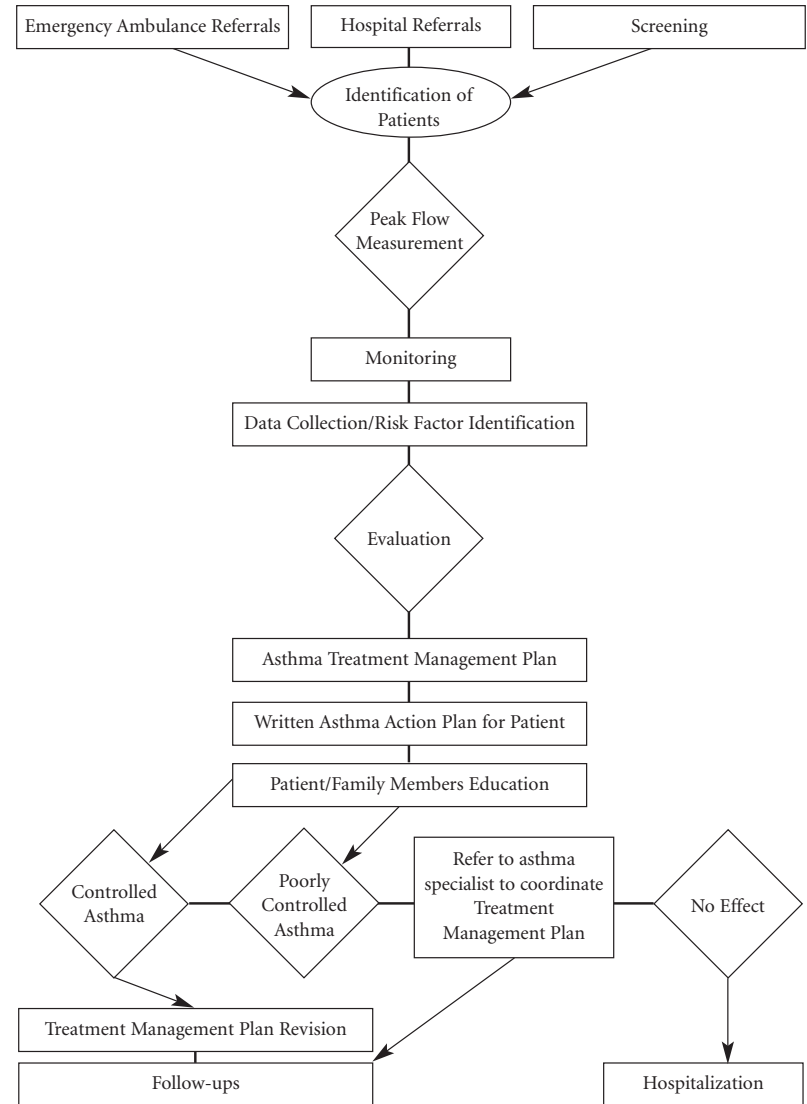 Emergency Ambulance Referrals
Hospital Referrals
Screening
Identification of
Patients
Peak Flow
Measurement
Monitoring
Data Collection/Risk Factor Identification
Evaluation
Asthma Treatment Management Plan
Written Asthma Action Plan for Patient
Patient/Family Members Education
Controlled
Asthma
Poorly
Controlled
Asthma
Refer to asthma
specialist to coordinate
Treatment
Management Plan
No Effect
Treatment Management Plan Revision
Follow-ups
Hospitalization